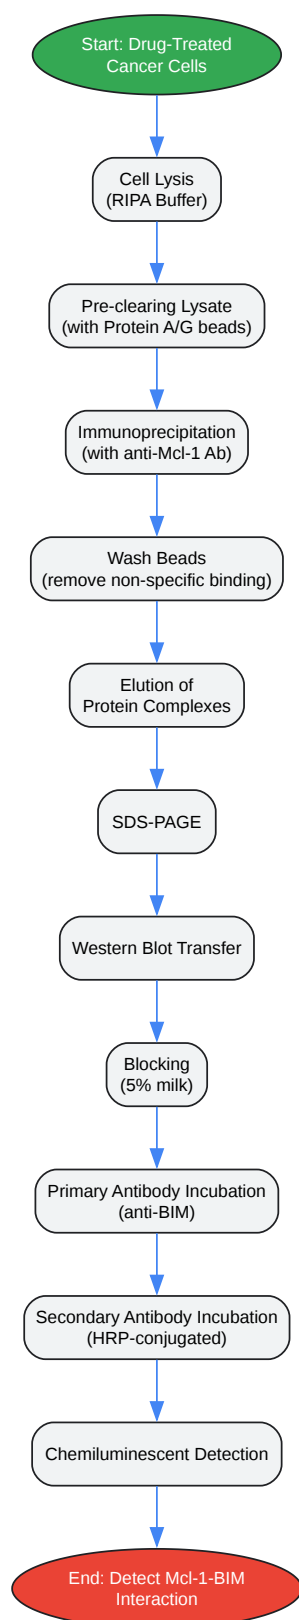 Start: Drug-Treated
Cancer Cells
Cell Lysis
(RIPA Buffer)
Pre-clearing Lysate
(with Protein A/G beads)
Immunoprecipitation
(with anti-Mcl-1 Ab)
Wash Beads
(remove non-specific binding)
Elution of
Protein Complexes
SDS-PAGE
Western Blot Transfer
Blocking
(5% milk)
Primary Antibody Incubation
(anti-BIM)
Secondary Antibody Incubation
(HRP-conjugated)
Chemiluminescent Detection
End: Detect Mcl-1-BIM
Interaction